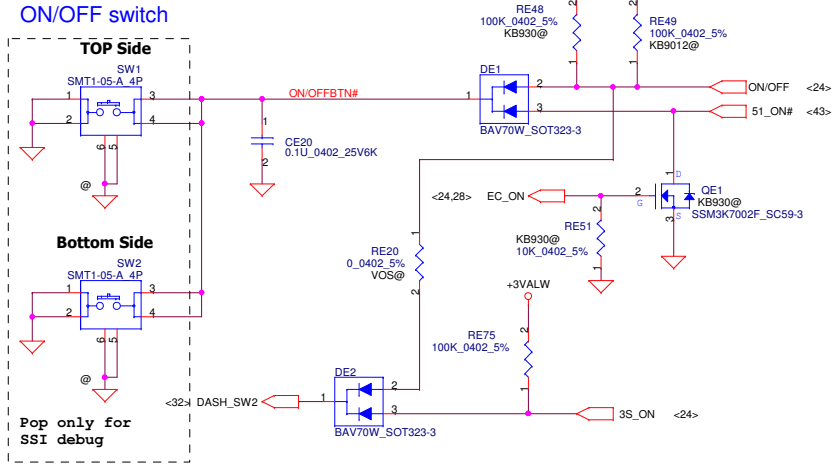 ON/OFF switch
TOP Side
SW1
SMT1-05-A_4P
1
3
2
4
6
5
@
Bottom Side
SW2
SMT1-05-A_4P
1
3
2
4
6
5
@
Pop only for
SSI debug
ON/OFFBTN#
1
CE20
0.1U_0402_25V6K
2
2
RE48
100K_0402_5%
KB930@
1
2
RE49
100K_0402_5%
KB9012@
1
DE1
1
2
3
BAV70W_SOT323-3
ON/OFF <24>
51_ON# <43>
<24,28> EC_ON
1
D
2
G
QE1
KB930@
SSM3K7002F_SC59-3
3
S
2
RE51
KB930@
10K_0402_5%
1
1
RE20
0_0402_5%
VOS@
2
+3VALW
2
RE75
100K_0402_5%
1
DE2
<32> DASH_SW2
1
2
3
BAV70W_SOT323-3
3S_ON <24>